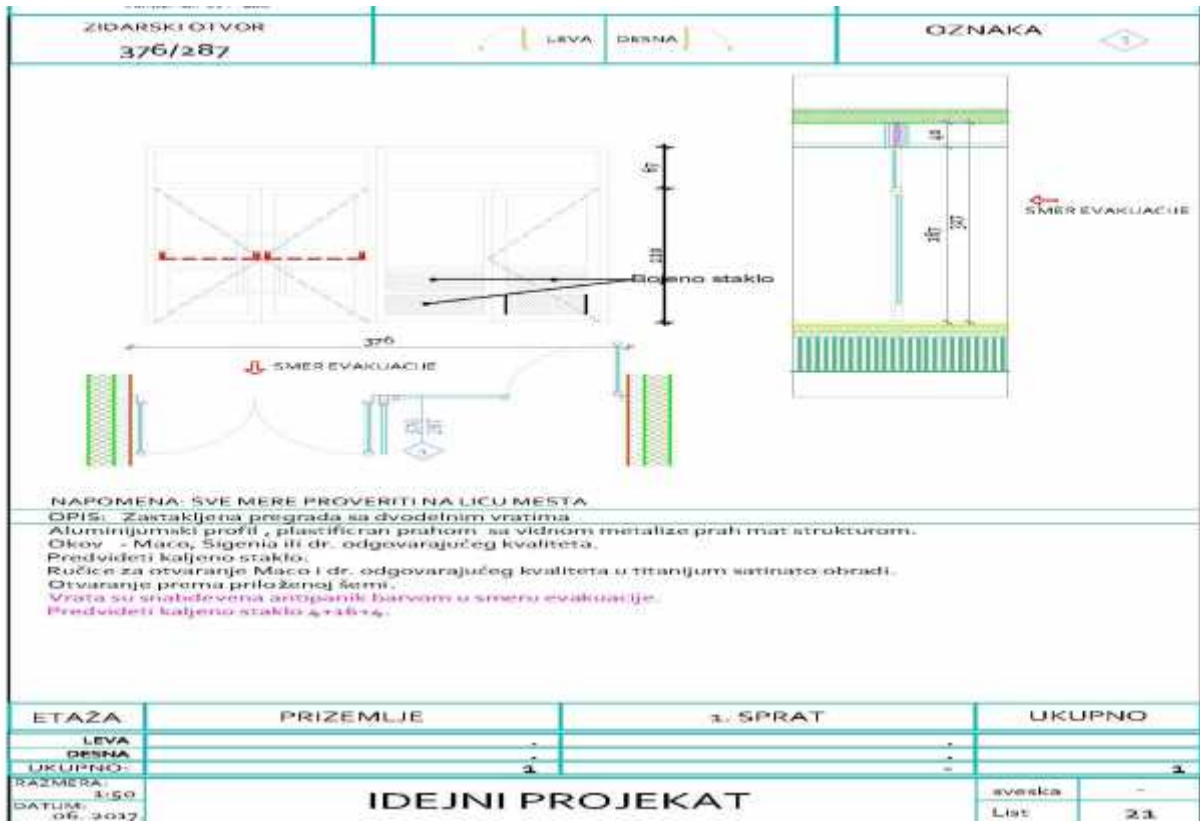 ZIDARSKI OTVOR
376/287
LEVA
DESNA
OZNAKA
SMER EVAKUACIJE
Bojeno staklo
376
SMER EVAKUACIJE
NAPOMENA: SVE MERE PROVERITI NA LICU MESTA
OPIS: Zastakljena pregrada sa dvodelnim vratima
Aluminijumski profil , plastificran prahom sa vidnom metalize prah mat strukturom.
Okov - Maco, Sigenia ili dr. odgovarajućeg kvaliteta.
Predvideti kaljeno staklo.
Ručice za otvaranje Maco i dr. odgovarajućeg kvaliteta u titanijum satinato obradi.
Otvaranje prema priloženoj šemi.
Vrata su snabdevena antipanik barvom u smeru evakuacije.
Predvideti kaljeno staklo 4+16+4.
ETAŽA PRIZEMLJE 1. SPRAT UKUPNO
LEVA . .
DESNA . .
UKUPNO: 1 - 1
RAZMERA:
1:50
DATUM:
06. 2017
IDEJNI PROJEKAT
sveska -
List 21